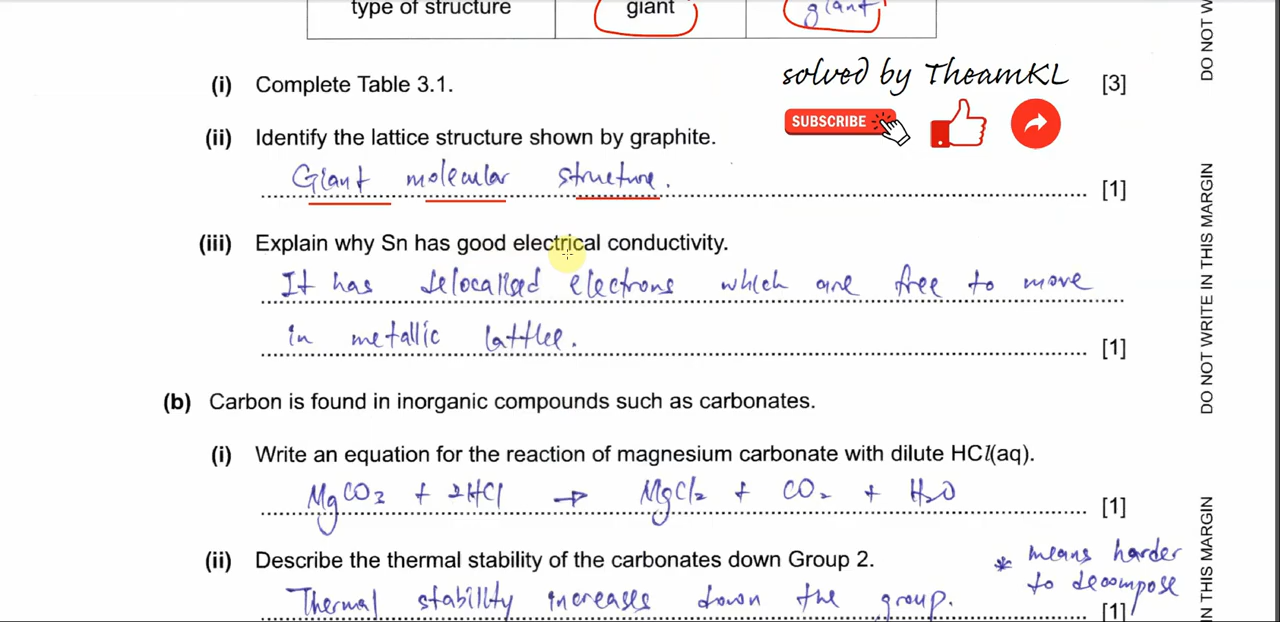 type of structure giant giant
(i) Complete Table 3.1. [3]
solved by TheamKL
SUBSCRIBE
(ii) Identify the lattice structure shown by graphite.
Giant molecular structure. [1]
(iii) Explain why Sn has good electrical conductivity.
It has delocalised electrons which are free to move
in metallic lattice. [1]
(b) Carbon is found in inorganic compounds such as carbonates.
(i) Write an equation for the reaction of magnesium carbonate with dilute HCl(aq).
MgCO3 + 2HCl → MgCl2 + CO2 + H2O [1]
(ii) Describe the thermal stability of the carbonates down Group 2.
* means harder
to decompose
Thermal stability increases down the group. [1]
DO NOT W
DO NOT WRITE IN THIS MARGIN
IN THIS MARGIN